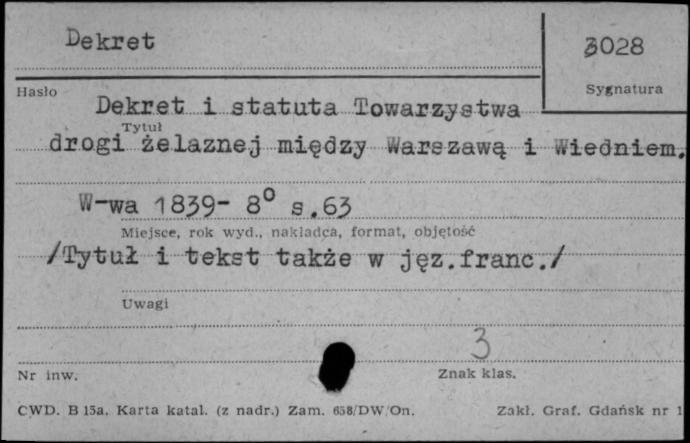 Dekret
3028
Hasło
Sygnatura
Dekret i statuta Towarzystwa
Tytuł
drogi żelaznej między Warszawą i Wiedniem.
W-wa 1839- 8⁰ s.63
Miejsce, rok wyd., nakładca, format, objętość
/Tytuł i tekst także w jęz.franc./
Uwagi
3
Nr inw.
Znak klas.
CWD. B 15a. Karta katal. (z nadr.) Zam. 658/DW/On.
Zakł. Graf. Gdańsk nr 1